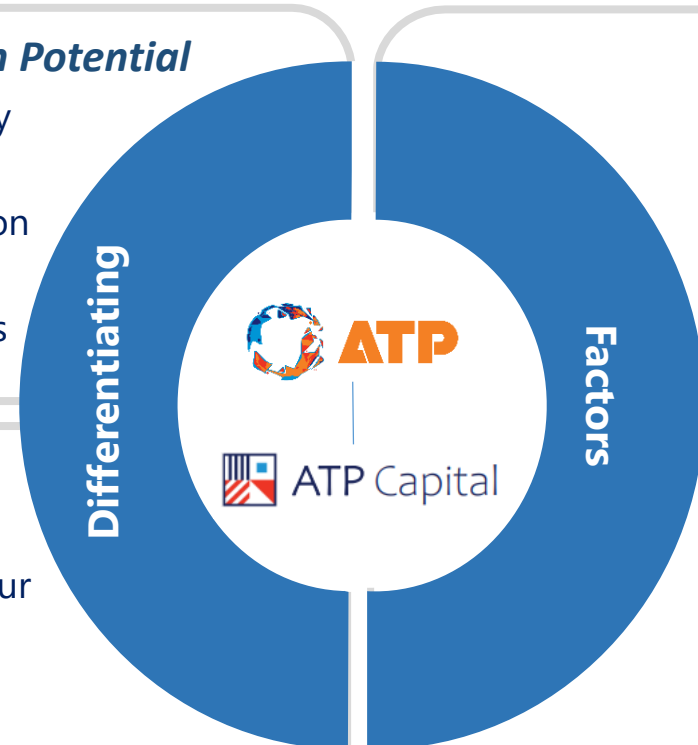 n Potential
y
on
s
Differentiating
Factors
ATP
ATP Capital
ur